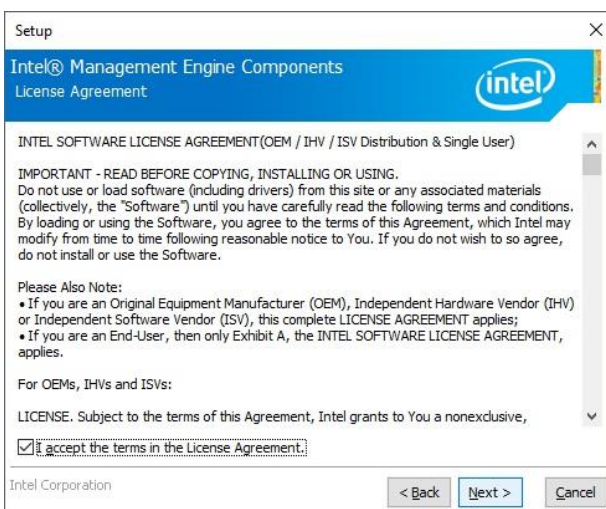 Setup
Intel® Management Engine Components
License Agreement
intel
INTEL SOFTWARE LICENSE AGREEMENT(OEM / IHV / ISV Distribution & Single User)
IMPORTANT - READ BEFORE COPYING, INSTALLING OR USING.
Do not use or load software (including drivers) from this site or any associated materials
(collectively, the "Software") until you have carefully read the following terms and conditions.
By loading or using the Software, you agree to the terms of this Agreement, which Intel may
modify from time to time following reasonable notice to You. If you do not wish to so agree,
do not install or use the Software.
Please Also Note:
• If you are an Original Equipment Manufacturer (OEM), Independent Hardware Vendor (IHV)
or Independent Software Vendor (ISV), this complete LICENSE AGREEMENT applies;
• If you are an End-User, then only Exhibit A, the INTEL SOFTWARE LICENSE AGREEMENT,
applies.
For OEMs, IHVs and ISVs:
LICENSE. Subject to the terms of this Agreement, Intel grants to You a nonexclusive,
I accept the terms in the License Agreement.
Intel Corporation
< Back Next > Cancel